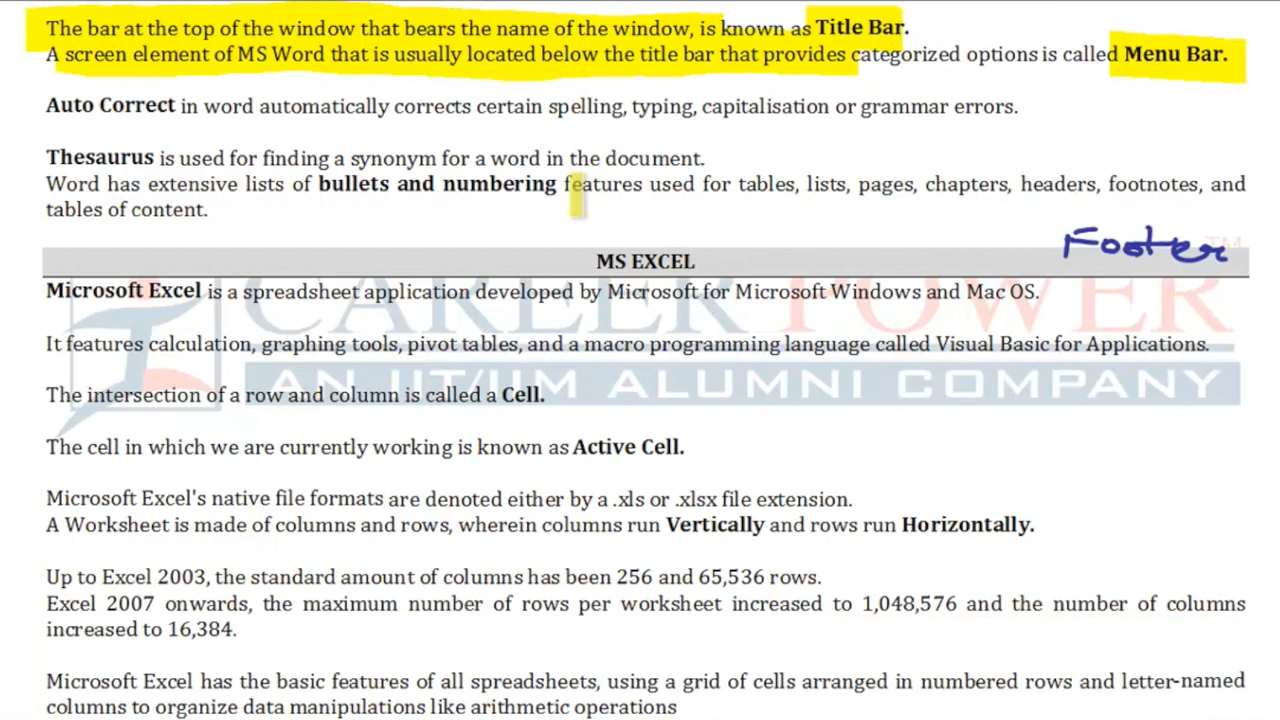 The bar at the top of the window that bears the name of the window, is known as Title Bar.
A screen element of MS Word that is usually located below the title bar that provides categorized options is called Menu Bar.
Auto Correct in word automatically corrects certain spelling, typing, capitalisation or grammar errors.
Thesaurus is used for finding a synonym for a word in the document.
Word has extensive lists of bullets and numbering features used for tables, lists, pages, chapters, headers, footnotes, and
tables of content.
Footer
TM
MS EXCEL
Microsoft Excel is a spreadsheet application developed by Microsoft for Microsoft Windows and Mac OS.
CAREER TOWER
It features calculation, graphing tools, pivot tables, and a macro programming language called Visual Basic for Applications.
AN IIT/IIM ALUMNI COMPANY
The intersection of a row and column is called a Cell.
The cell in which we are currently working is known as Active Cell.
Microsoft Excel's native file formats are denoted either by a .xls or .xlsx file extension.
A Worksheet is made of columns and rows, wherein columns run Vertically and rows run Horizontally.
Up to Excel 2003, the standard amount of columns has been 256 and 65,536 rows.
Excel 2007 onwards, the maximum number of rows per worksheet increased to 1,048,576 and the number of columns
increased to 16,384.
Microsoft Excel has the basic features of all spreadsheets, using a grid of cells arranged in numbered rows and letter-named
columns to organize data manipulations like arithmetic operations